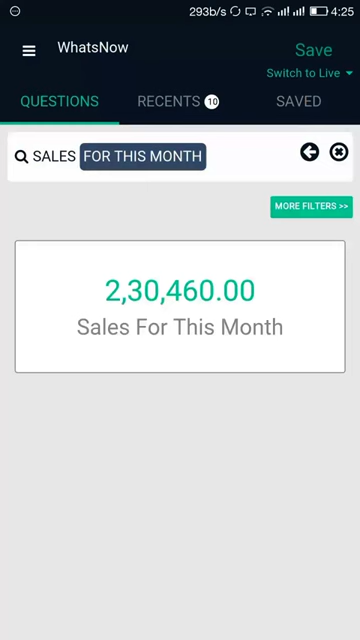 293b/s 4:25
WhatsNow
Save
Switch to Live
QUESTIONS RECENTS 10 SAVED
SALES FOR THIS MONTH
MORE FILTERS >>
2,30,460.00
Sales For This Month